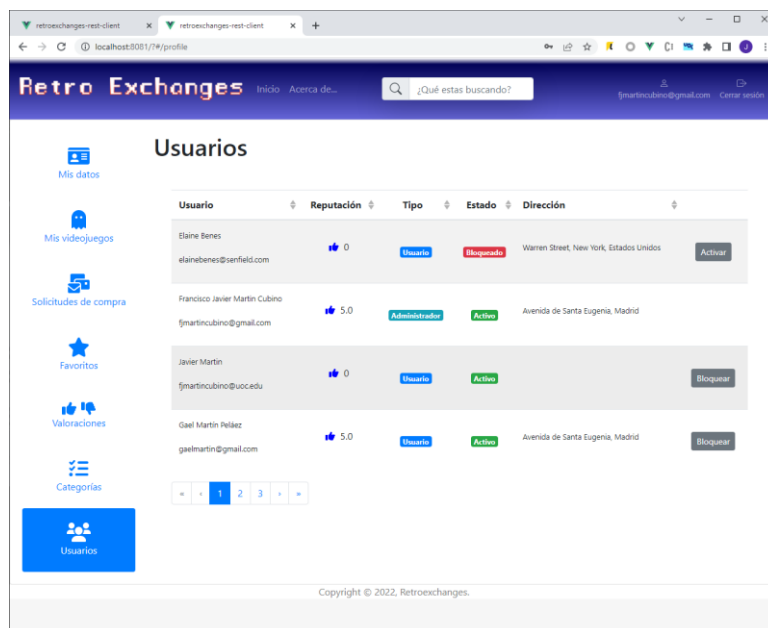 retroexchanges-rest-client
retroexchanges-rest-client
localhost:8081/?#/profile
Retro Exchanges
Inicio
Acerca de...
¿Qué estas buscando?
fjmartincubino@gmail.com
Cerrar sesión
Mis datos
Mis videojuegos
Solicitudes de compra
Favoritos
Valoraciones
Categorías
Usuarios
Usuarios
Usuario Reputación Tipo Estado Dirección
Elaine Benes
elainebenes@senfield.com
0 Usuario Bloqueado Warren Street, New York, Estados Unidos Activar
Francisco Javier Martin Cubino
fjmartincubino@gmail.com
5.0 Administrador Activo Avenida de Santa Eugenia, Madrid
Javier Martin
fjmartincubino@uoc.edu
0 Usuario Activo Bloquear
Gael Martín Peláez
gaelmartin@gmail.com
5.0 Usuario Activo Avenida de Santa Eugenia, Madrid Bloquear
« ‹ 1 2 3 › »
Copyright © 2022, Retroexchanges.